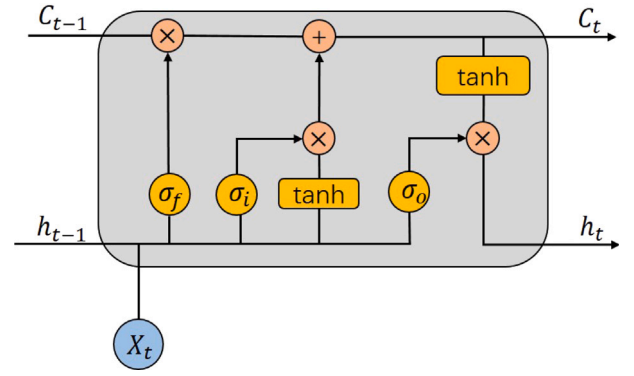 C_{t-1}
C_t
×
+
tanh
×
×
σ_f
σ_i
tanh
σ_o
h_{t-1}
h_t
X_t